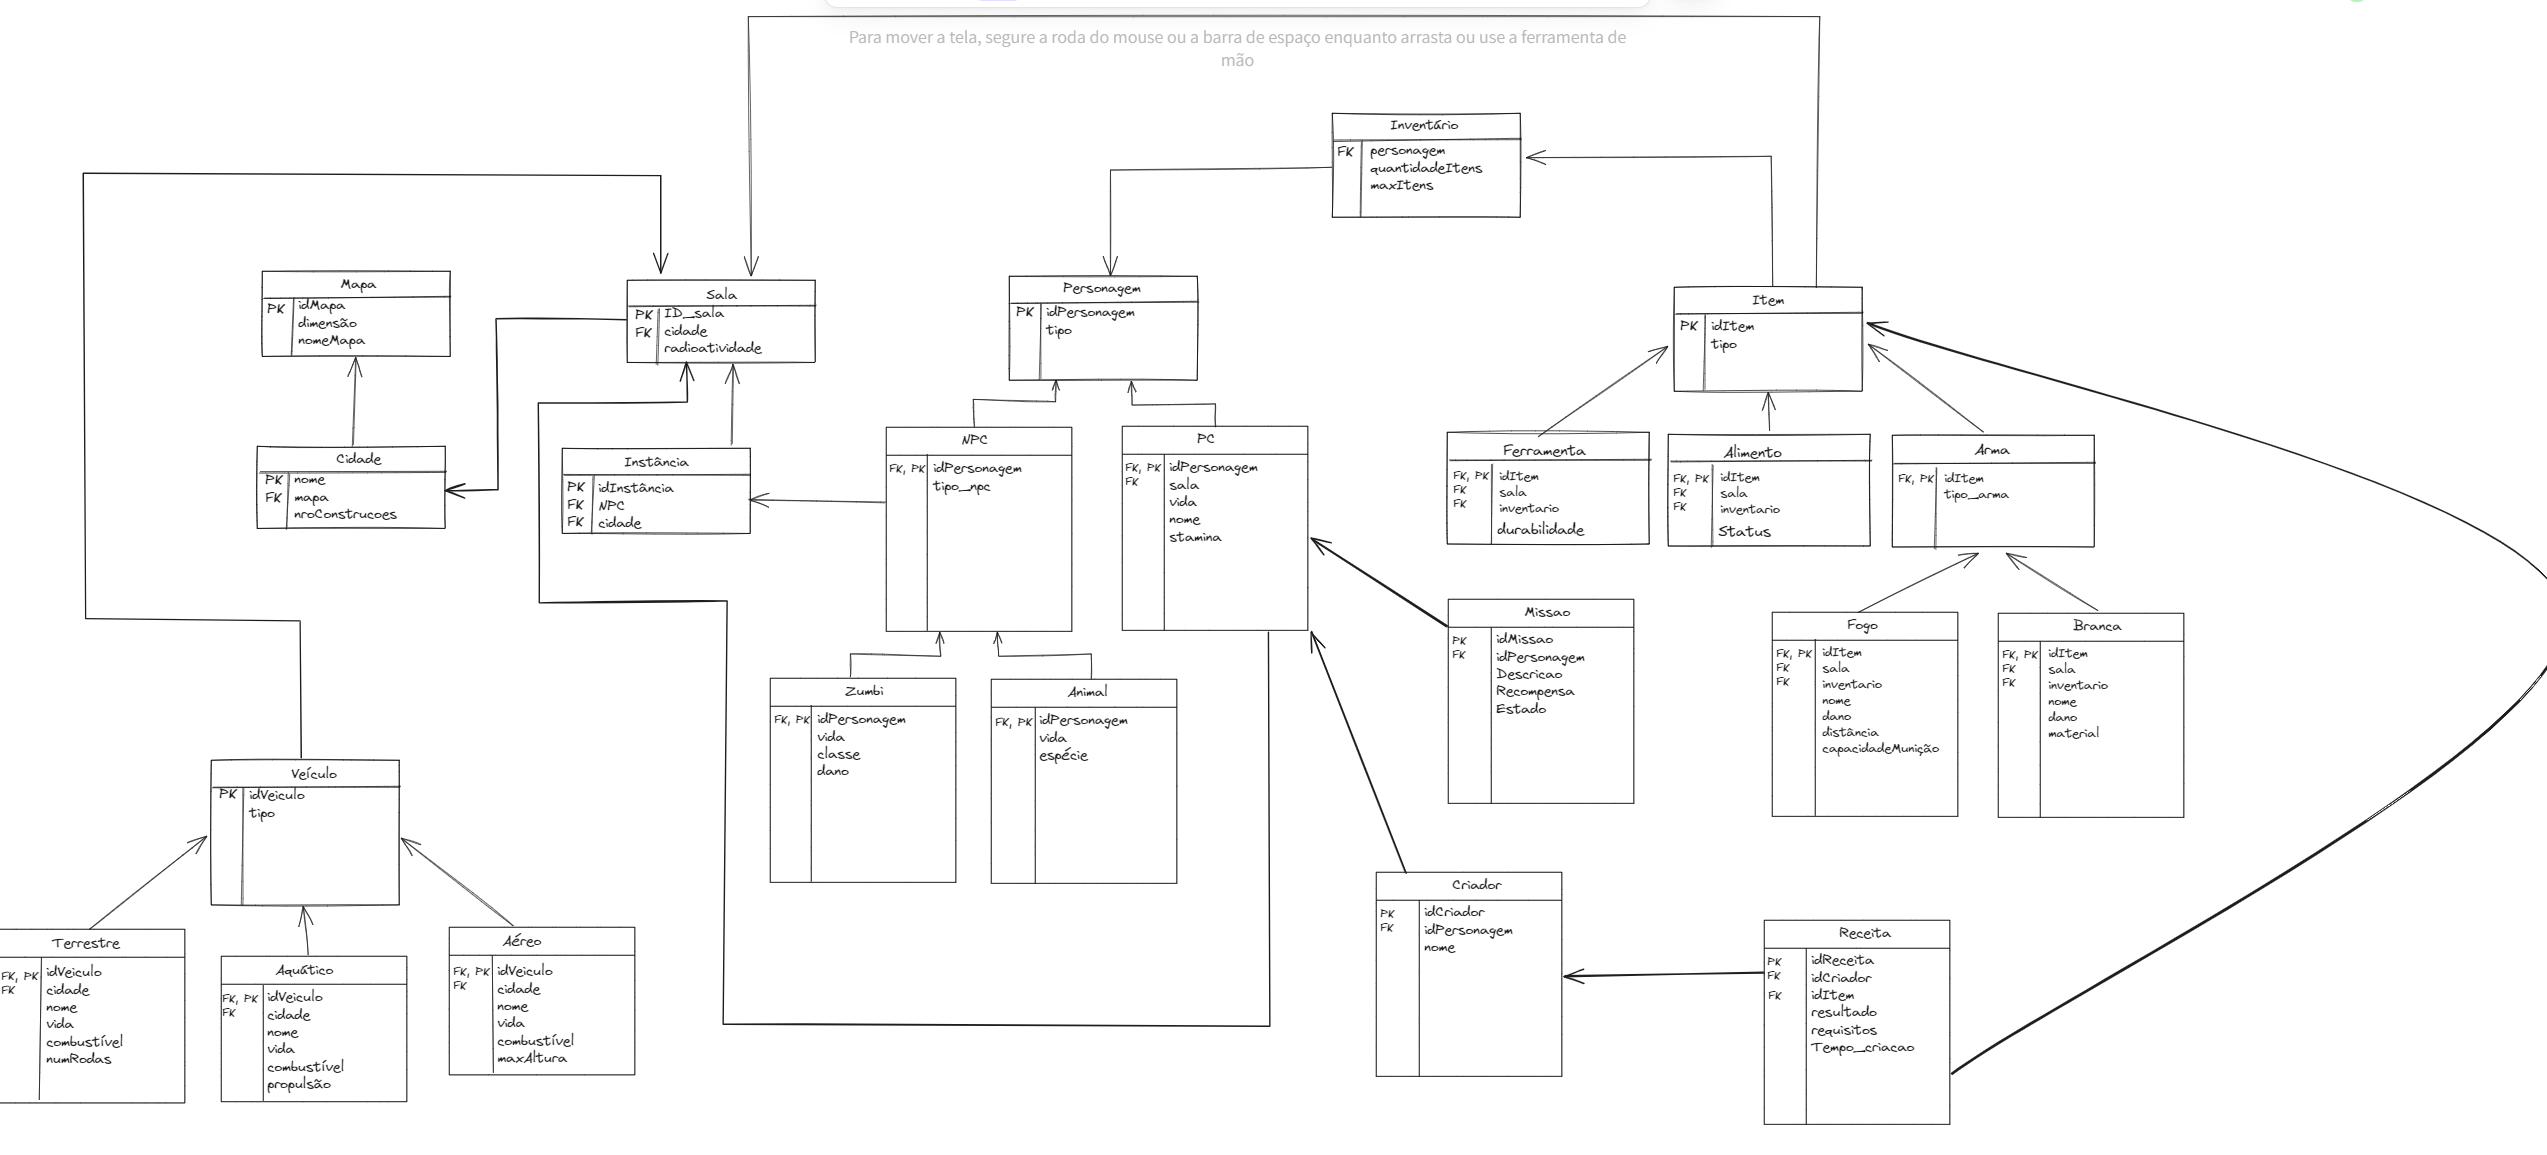 Para mover a tela, segure a roda do mouse ou a barra de espaço enquanto arrasta ou use a ferramenta de
mão
Inventário
FK personagem
quantidadeItens
maxItens
Mapa
PK idMapa
dimensão
nomeMapa
Sala
PK ID_sala
FK cidade
radioatividade
Personagem
PK idPersonagem
tipo
Item
PK idItem
tipo
Cidade
PK nome
FK mapa
nroConstrucoes
Instância
PK idInstância
FK NPC
FK cidade
NPC
FK, PK idPersonagem
tipo_npc
PC
FK, PK idPersonagem
FK sala
vida
nome
stamina
Ferramenta
FK, PK idItem
FK sala
FK inventario
durabilidade
Alimento
FK, PK idItem
FK sala
FK inventario
Status
Arma
FK, PK idItem
tipo_arma
Missao
PK idMissao
FK idPersonagem
Descricao
Recompensa
Estado
Fogo
FK, PK idItem
FK sala
FK inventario
nome
dano
distância
capacidadeMunição
Branca
FK, PK idItem
FK sala
FK inventario
nome
dano
material
Zumbi
FK, PK idPersonagem
vida
classe
dano
Animal
FK, PK idPersonagem
vida
espécie
Veículo
PK idVeiculo
tipo
Terrestre
FK, PK idVeiculo
FK cidade
nome
vida
combustível
numRodas
Aquático
FK, PK idVeiculo
FK cidade
nome
vida
combustível
propulsão
Aéreo
FK, PK idVeiculo
FK cidade
nome
vida
combustível
maxAltura
Criador
PK idCriador
FK idPersonagem
nome
Receita
PK idReceita
FK idCriador
FK idItem
resultado
requisitos
Tempo_criacao